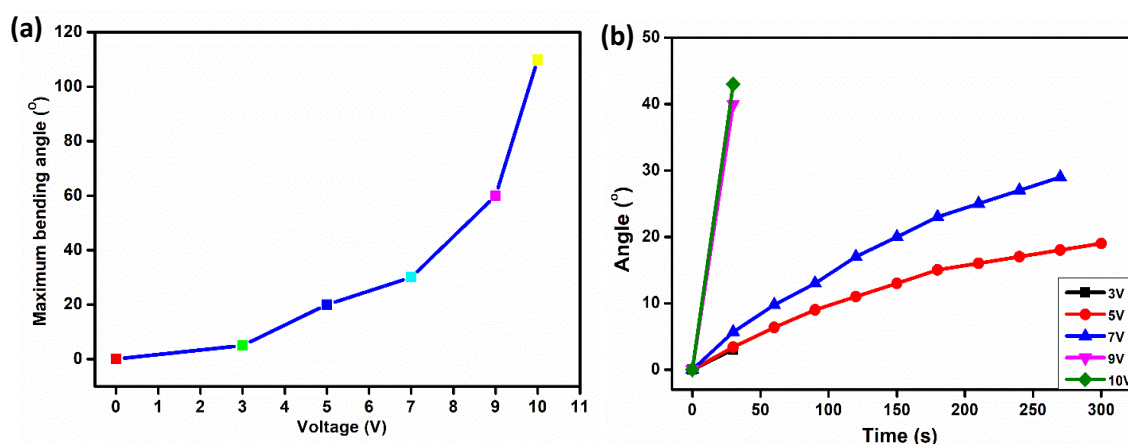 (a)
Maximum bending angle (°)
120
100
80
60
40
20
0
0 1 2 3 4 5 6 7 8 9 10 11
Voltage (V)
(b)
Angle (°)
50
40
30
20
10
0
0 50 100 150 200 250 300
Time (s)
3V
5V
7V
9V
10V